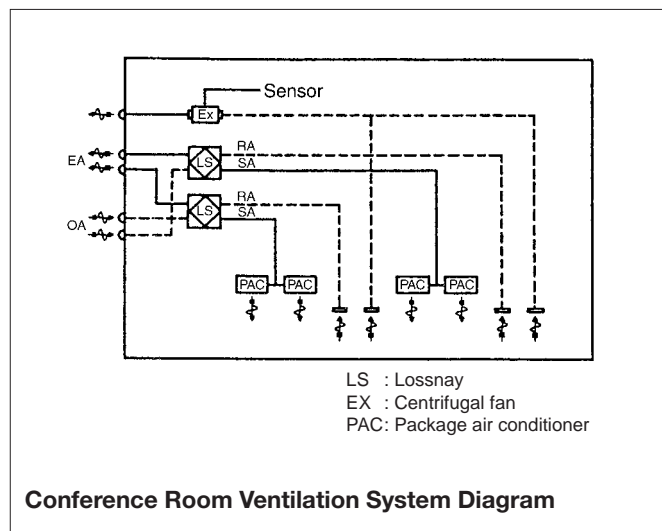 Sensor
Ex
EA
LS
RA
SA
OA
LS
RA
SA
PAC PAC PAC PAC
LS : Lossnay
EX : Centrifugal fan
PAC: Package air conditioner
Conference Room Ventilation System Diagram